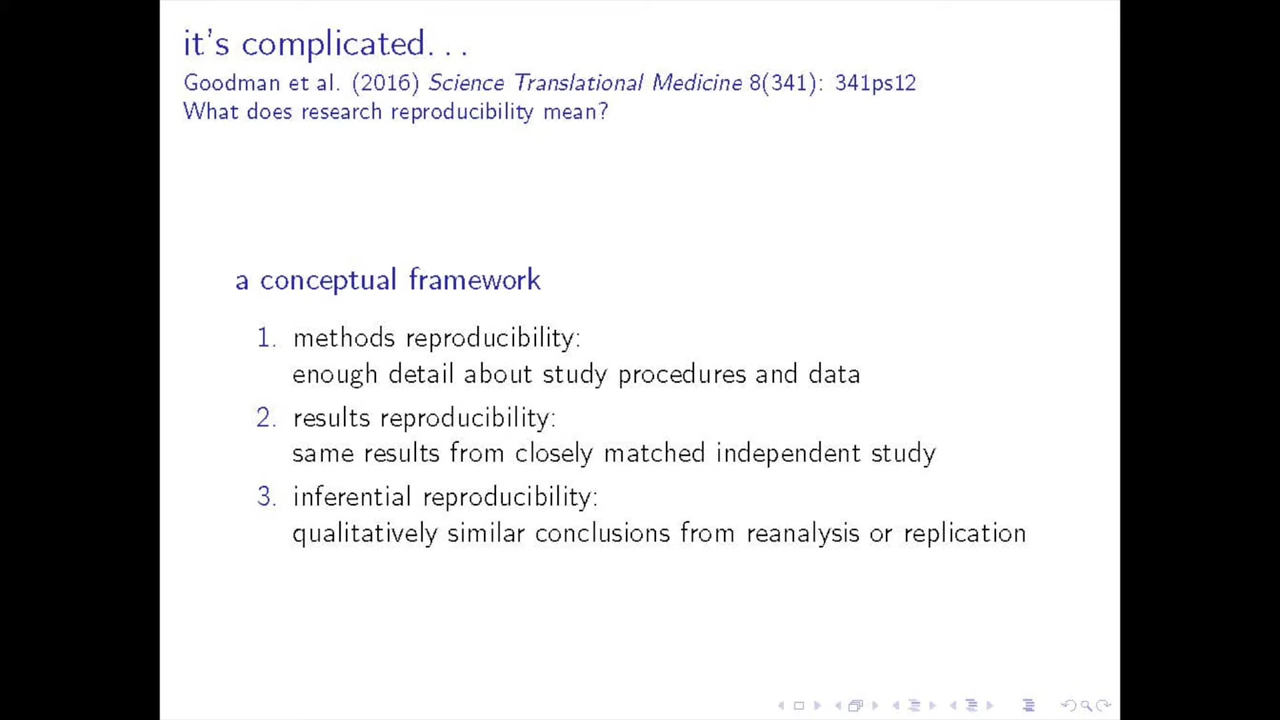 it's complicated...
Goodman et al. (2016) Science Translational Medicine 8(341): 341ps12
What does research reproducibility mean?
a conceptual framework
1. methods reproducibility:
enough detail about study procedures and data
2. results reproducibility:
same results from closely matched independent study
3. inferential reproducibility:
qualitatively similar conclusions from reanalysis or replication